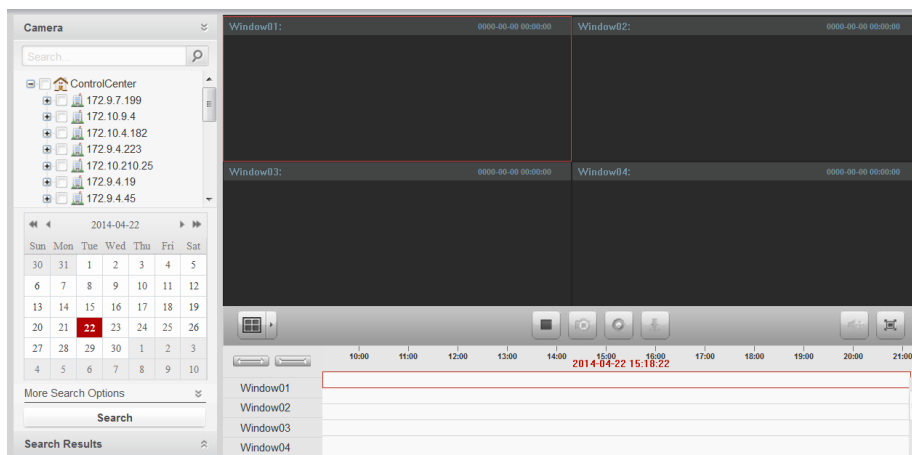 Camera
Search...
ControlCenter
172.9.7.199
172.10.9.4
172.10.4.182
172.9.4.223
172.10.210.25
172.9.4.19
172.9.4.45
2014-04-22
Sun Mon Tue Wed Thu Fri Sat
30 31 1 2 3 4 5
6 7 8 9 10 11 12
13 14 15 16 17 18 19
20 21 22 23 24 25 26
27 28 29 30 1 2 3
4 5 6 7 8 9 10
More Search Options
Search
Search Results
Window01: 0000-00-00 00:00:00
Window02: 0000-00-00 00:00:00
Window03: 0000-00-00 00:00:00
Window04: 0000-00-00 00:00:00
10:00 11:00 12:00 13:00 14:00 15:00 16:00 17:00 18:00 19:00 20:00 21:00
2014-04-22 15:18:22
Window01
Window02
Window03
Window04